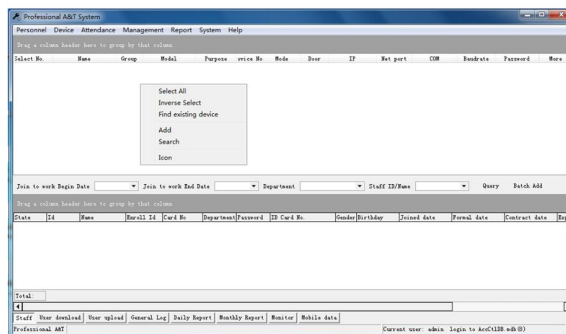 Professional A&T System
Personnel Device Attendance Management Report System Help
Drag a column header here to group by that column
Select No. Name Group Model Purpose rvice No Mode Door IP Net port COM Baudrate Password More
Select All
Inverse Select
Find existing device
Add
Search
Icon
Join to work Begin Date Join to work End Date Department Staff ID/Name Query Batch Add
Drag a column header here to group by that column
State Id Name Enroll Id Card No Department Password ID Card No. Gender Birthday Joined date Formal date Contract date
Total:
Staff User download User upload General Log Daily Report Monthly Report Monitor Mobile data
Professional A&T Current user: admin login to AccCtlDB.mdb(@)